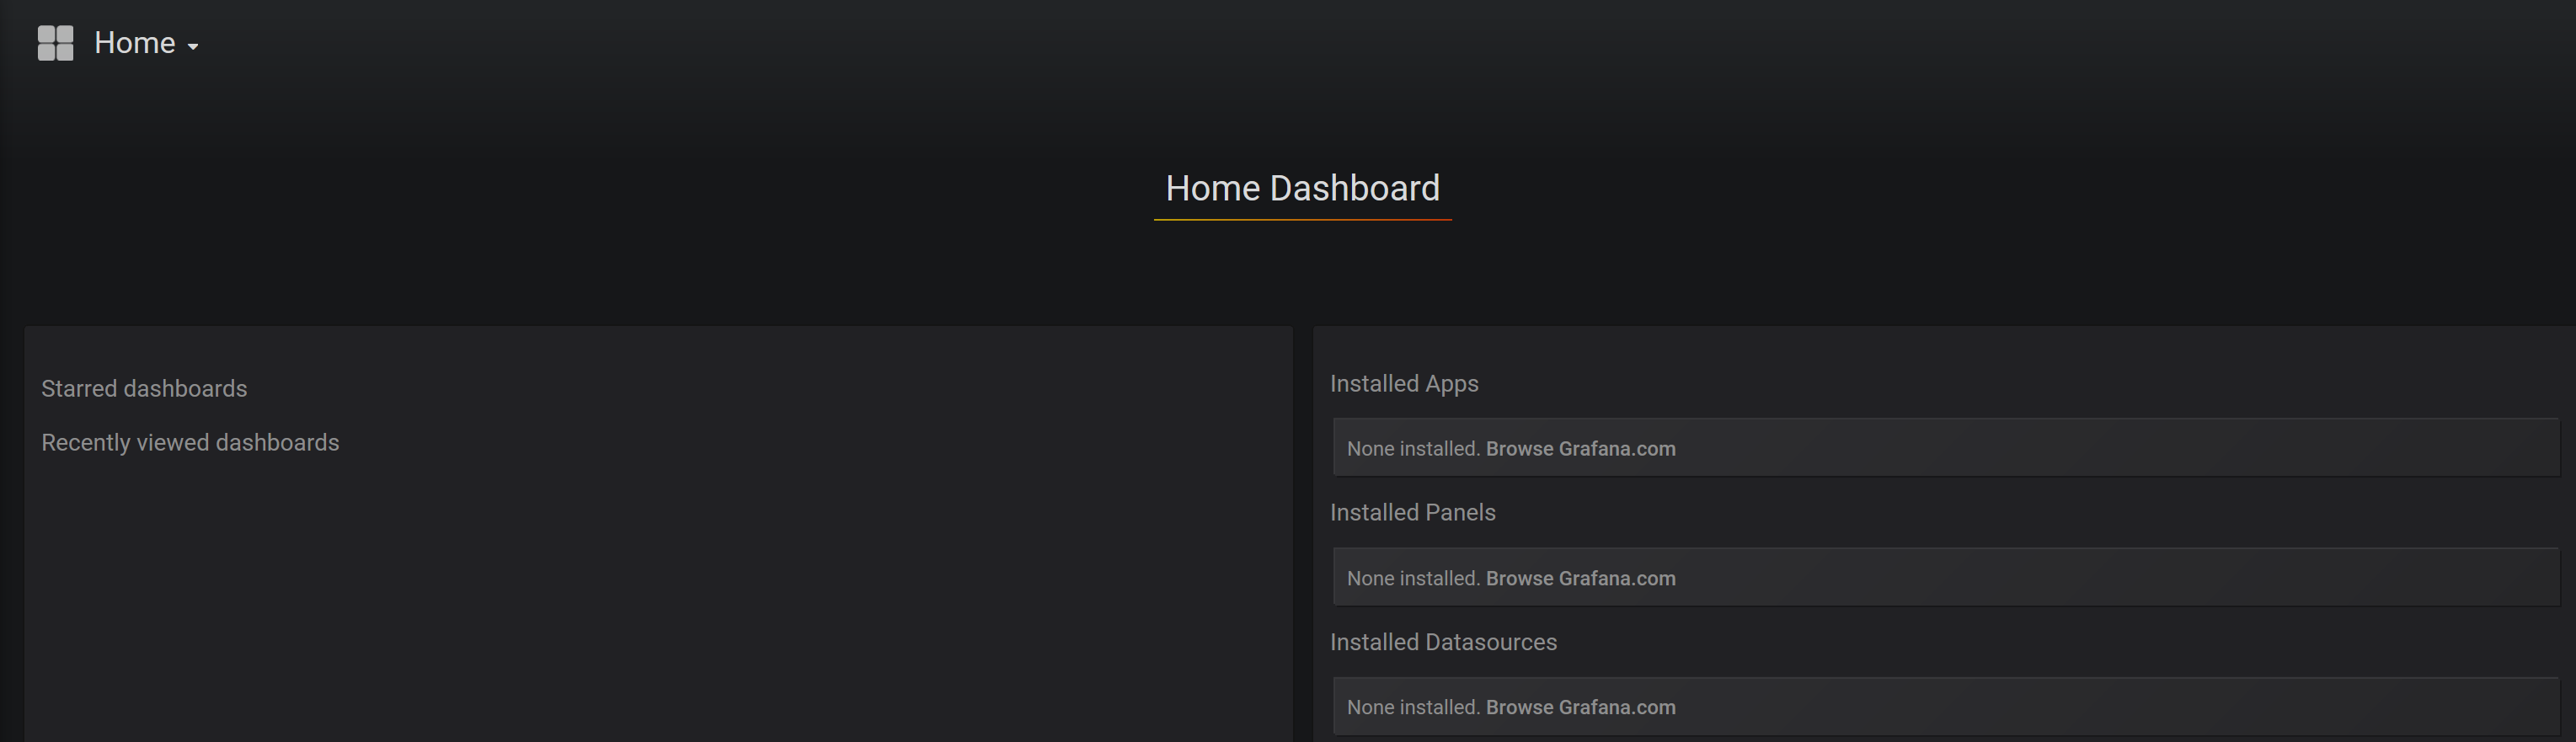 Home
Home Dashboard
Starred dashboards
Recently viewed dashboards
Installed Apps
None installed. Browse Grafana.com
Installed Panels
None installed. Browse Grafana.com
Installed Datasources
None installed. Browse Grafana.com